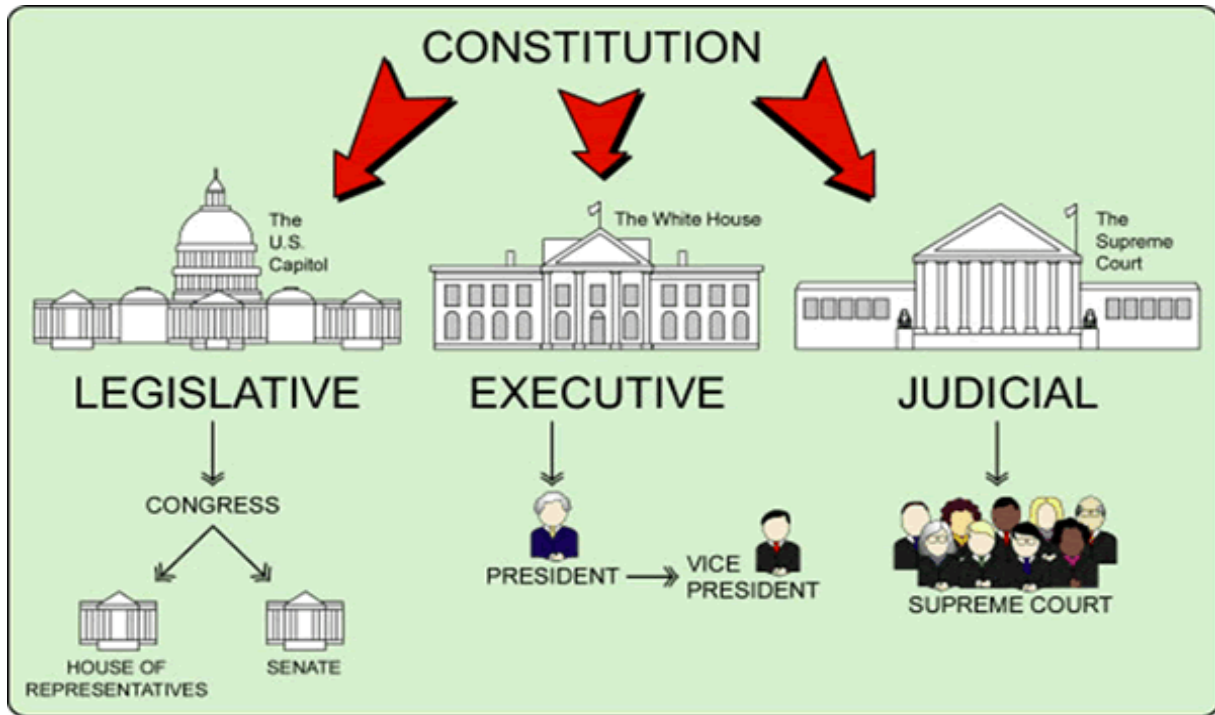 CONSTITUTION
The
U.S.
Capitol
The White House
The
Supreme
Court
LEGISLATIVE
EXECUTIVE
JUDICIAL
CONGRESS
PRESIDENT
VICE
PRESIDENT
SUPREME COURT
HOUSE OF
REPRESENTATIVES
SENATE